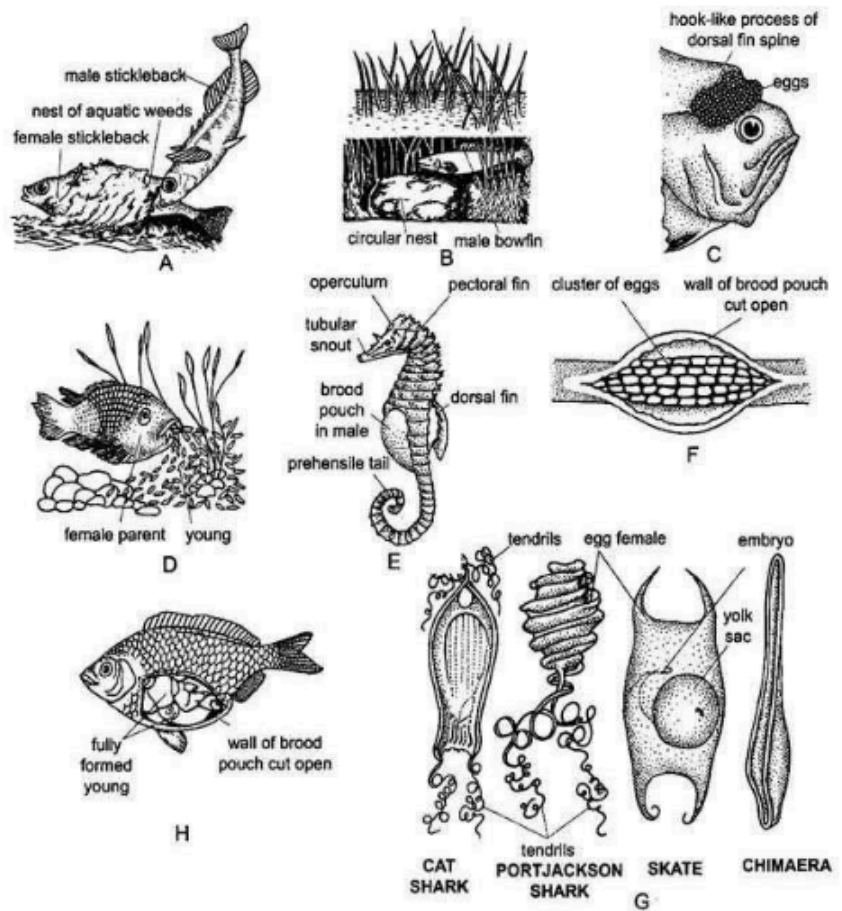 male stickleback
nest of aquatic weeds
female stickleback
A
circular nest
male bowfin
B
hook-like process of
dorsal fin spine
eggs
C
female parent
young
D
operculum
pectoral fin
tubular
snout
brood
pouch
in male
dorsal fin
prehensile tail
E
cluster of eggs
wall of brood pouch
cut open
F
fully
formed
young
wall of brood
pouch cut open
H
tendrils
egg female
embryo
yolk
sac
tendrils
CAT
SHARK
PORTJACKSON
SHARK
SKATE
CHIMAERA
G